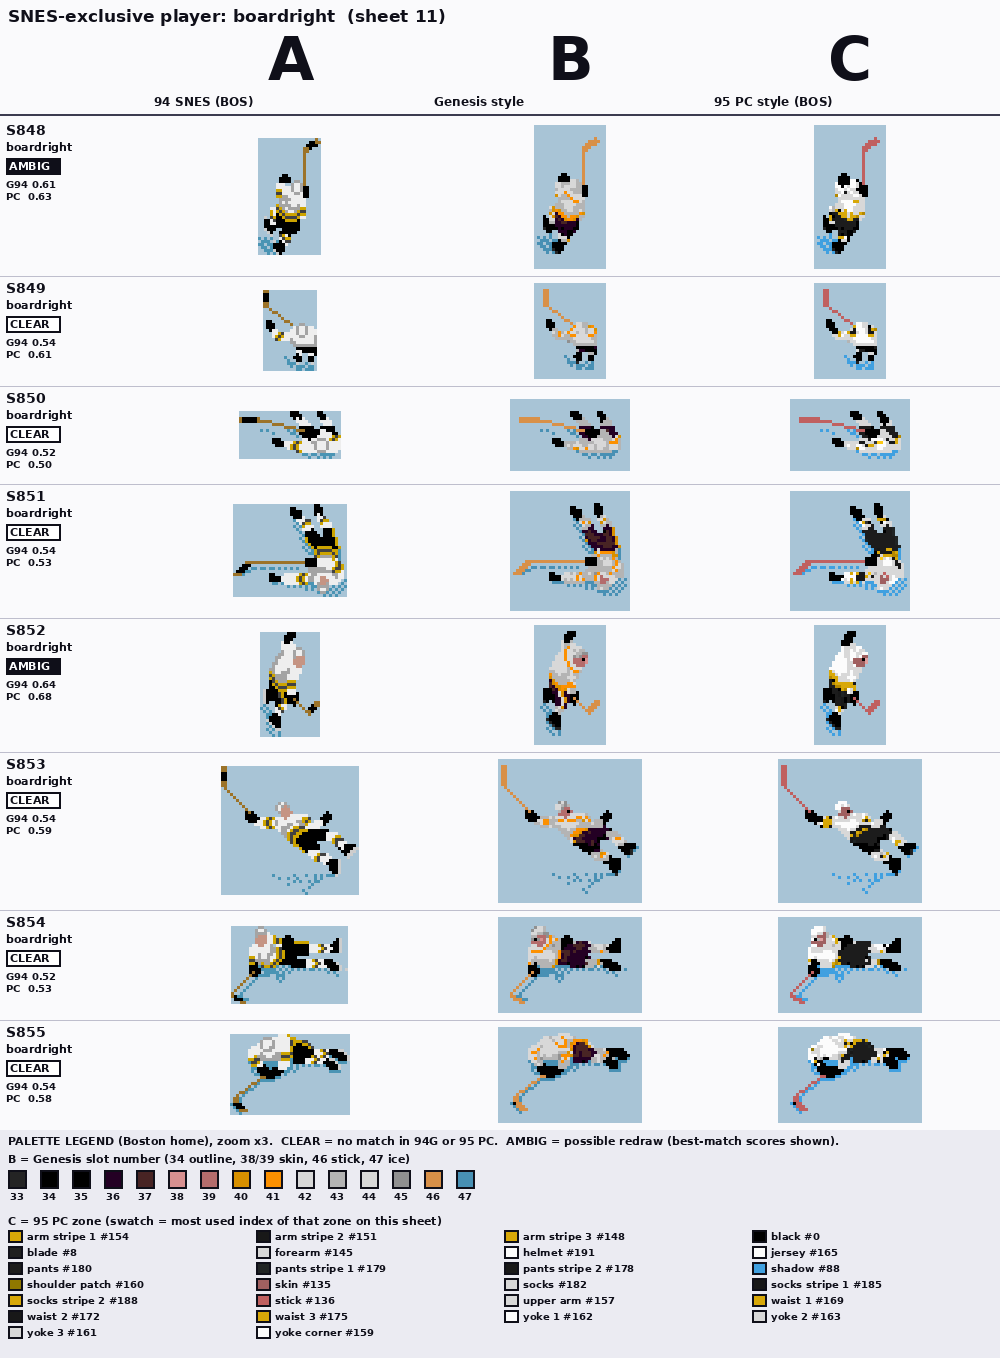 SNES-exclusive player: boardright (sheet 11)
A B C
94 SNES (BOS) Genesis style 95 PC style (BOS)
S848
boardright
AMBIG
G94 0.61
PC 0.63
S849
boardright
CLEAR
G94 0.54
PC 0.61
S850
boardright
CLEAR
G94 0.52
PC 0.50
S851
boardright
CLEAR
G94 0.54
PC 0.53
S852
boardright
AMBIG
G94 0.64
PC 0.68
S853
boardright
CLEAR
G94 0.54
PC 0.59
S854
boardright
CLEAR
G94 0.52
PC 0.53
S855
boardright
CLEAR
G94 0.54
PC 0.58
PALETTE LEGEND (Boston home), zoom x3. CLEAR = no match in 94G or 95 PC. AMBIG = possible redraw (best-match scores shown).
B = Genesis slot number (34 outline, 38/39 skin, 46 stick, 47 ice)
33 34 35 36 37 38 39 40 41 42 43 44 45 46 47
C = 95 PC zone (swatch = most used index of that zone on this sheet)
arm stripe 1 #154 arm stripe 2 #151 arm stripe 3 #148 black #0
blade #8 forearm #145 helmet #191 jersey #165
pants #180 pants stripe 1 #179 pants stripe 2 #178 shadow #88
shoulder patch #160 skin #135 socks #182 socks stripe 1 #185
socks stripe 2 #188 stick #136 upper arm #157 waist 1 #169
waist 2 #172 waist 3 #175 yoke 1 #162 yoke 2 #163
yoke 3 #161 yoke corner #159